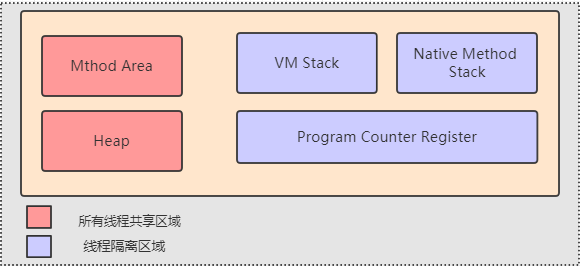 Mthod Area
VM Stack
Native Method
Stack
Heap
Program Counter Register
所有线程共享区域
线程隔离区域